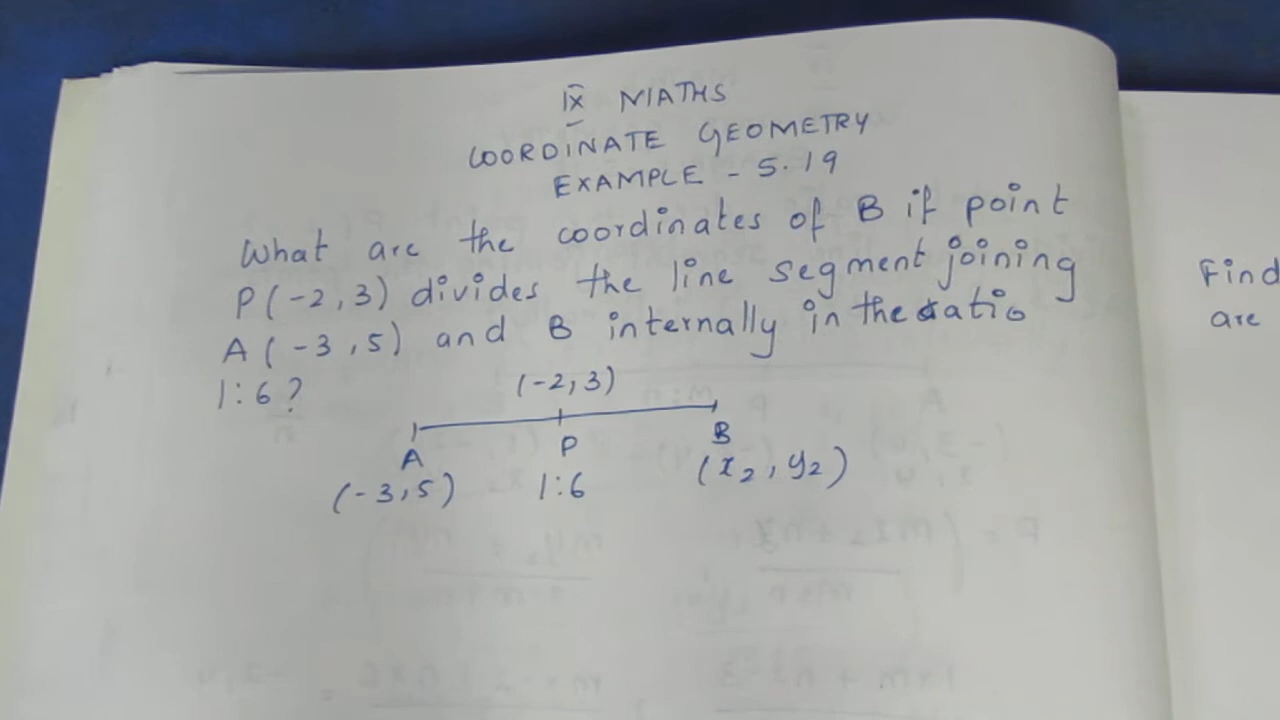 IX MATHS
COORDINATE GEOMETRY
EXAMPLE - 5.19
What are the coordinates of B if point
P(-2,3) divides the line segment joining
A(-3,5) and B internally in the ratio
1:6?
(-2,3)
A P B
(-3,5) 1:6 (x₂, y₂)
Find
are